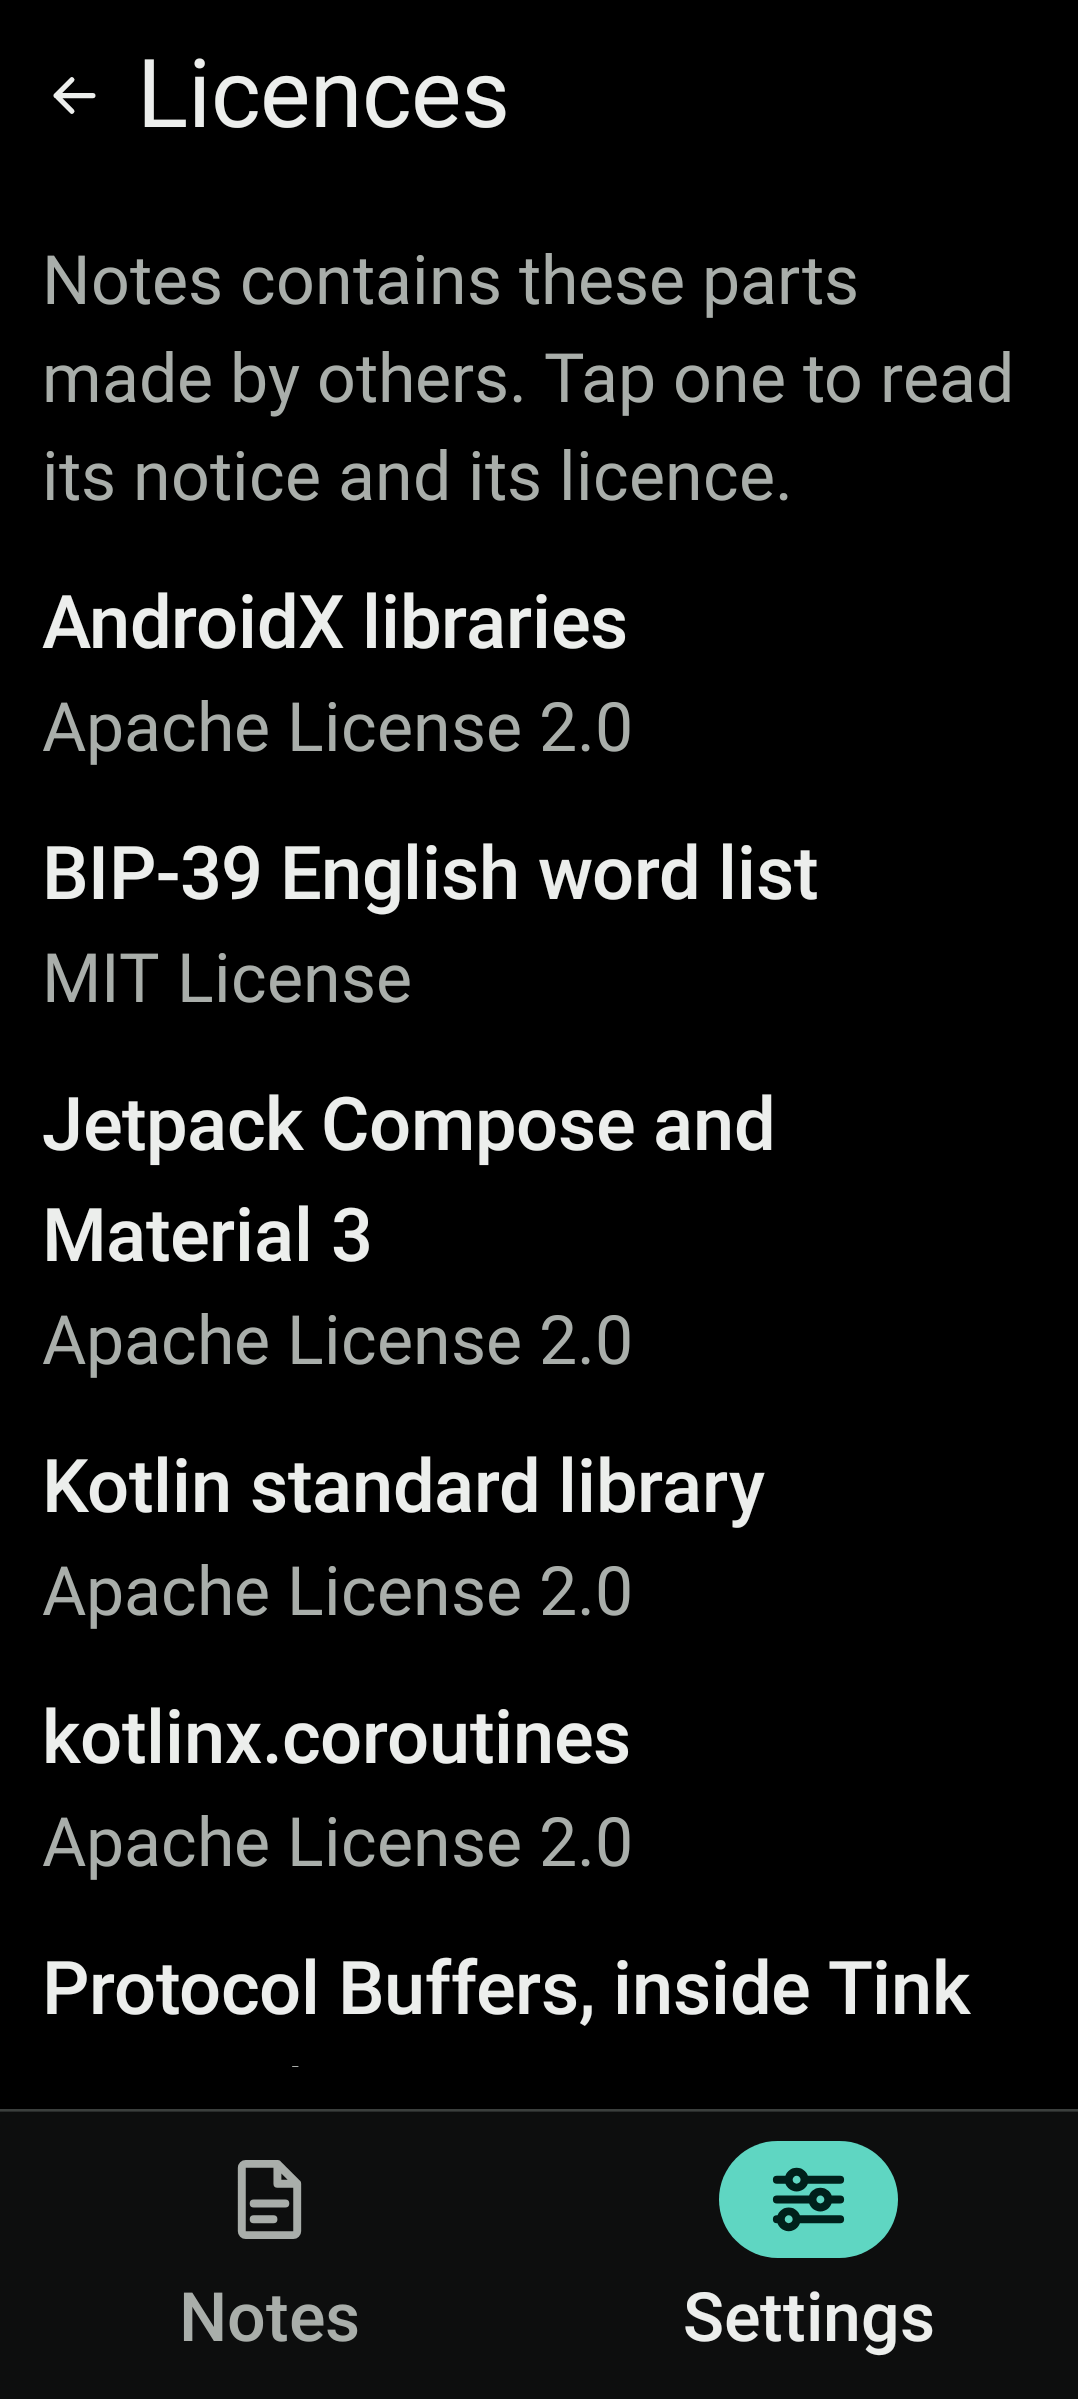 Licences
Notes contains these parts
made by others. Tap one to read
its notice and its licence.
AndroidX libraries
Apache License 2.0
BIP-39 English word list
MIT License
Jetpack Compose and
Material 3
Apache License 2.0
Kotlin standard library
Apache License 2.0
kotlinx.coroutines
Apache License 2.0
Protocol Buffers, inside Tink
Notes
Settings